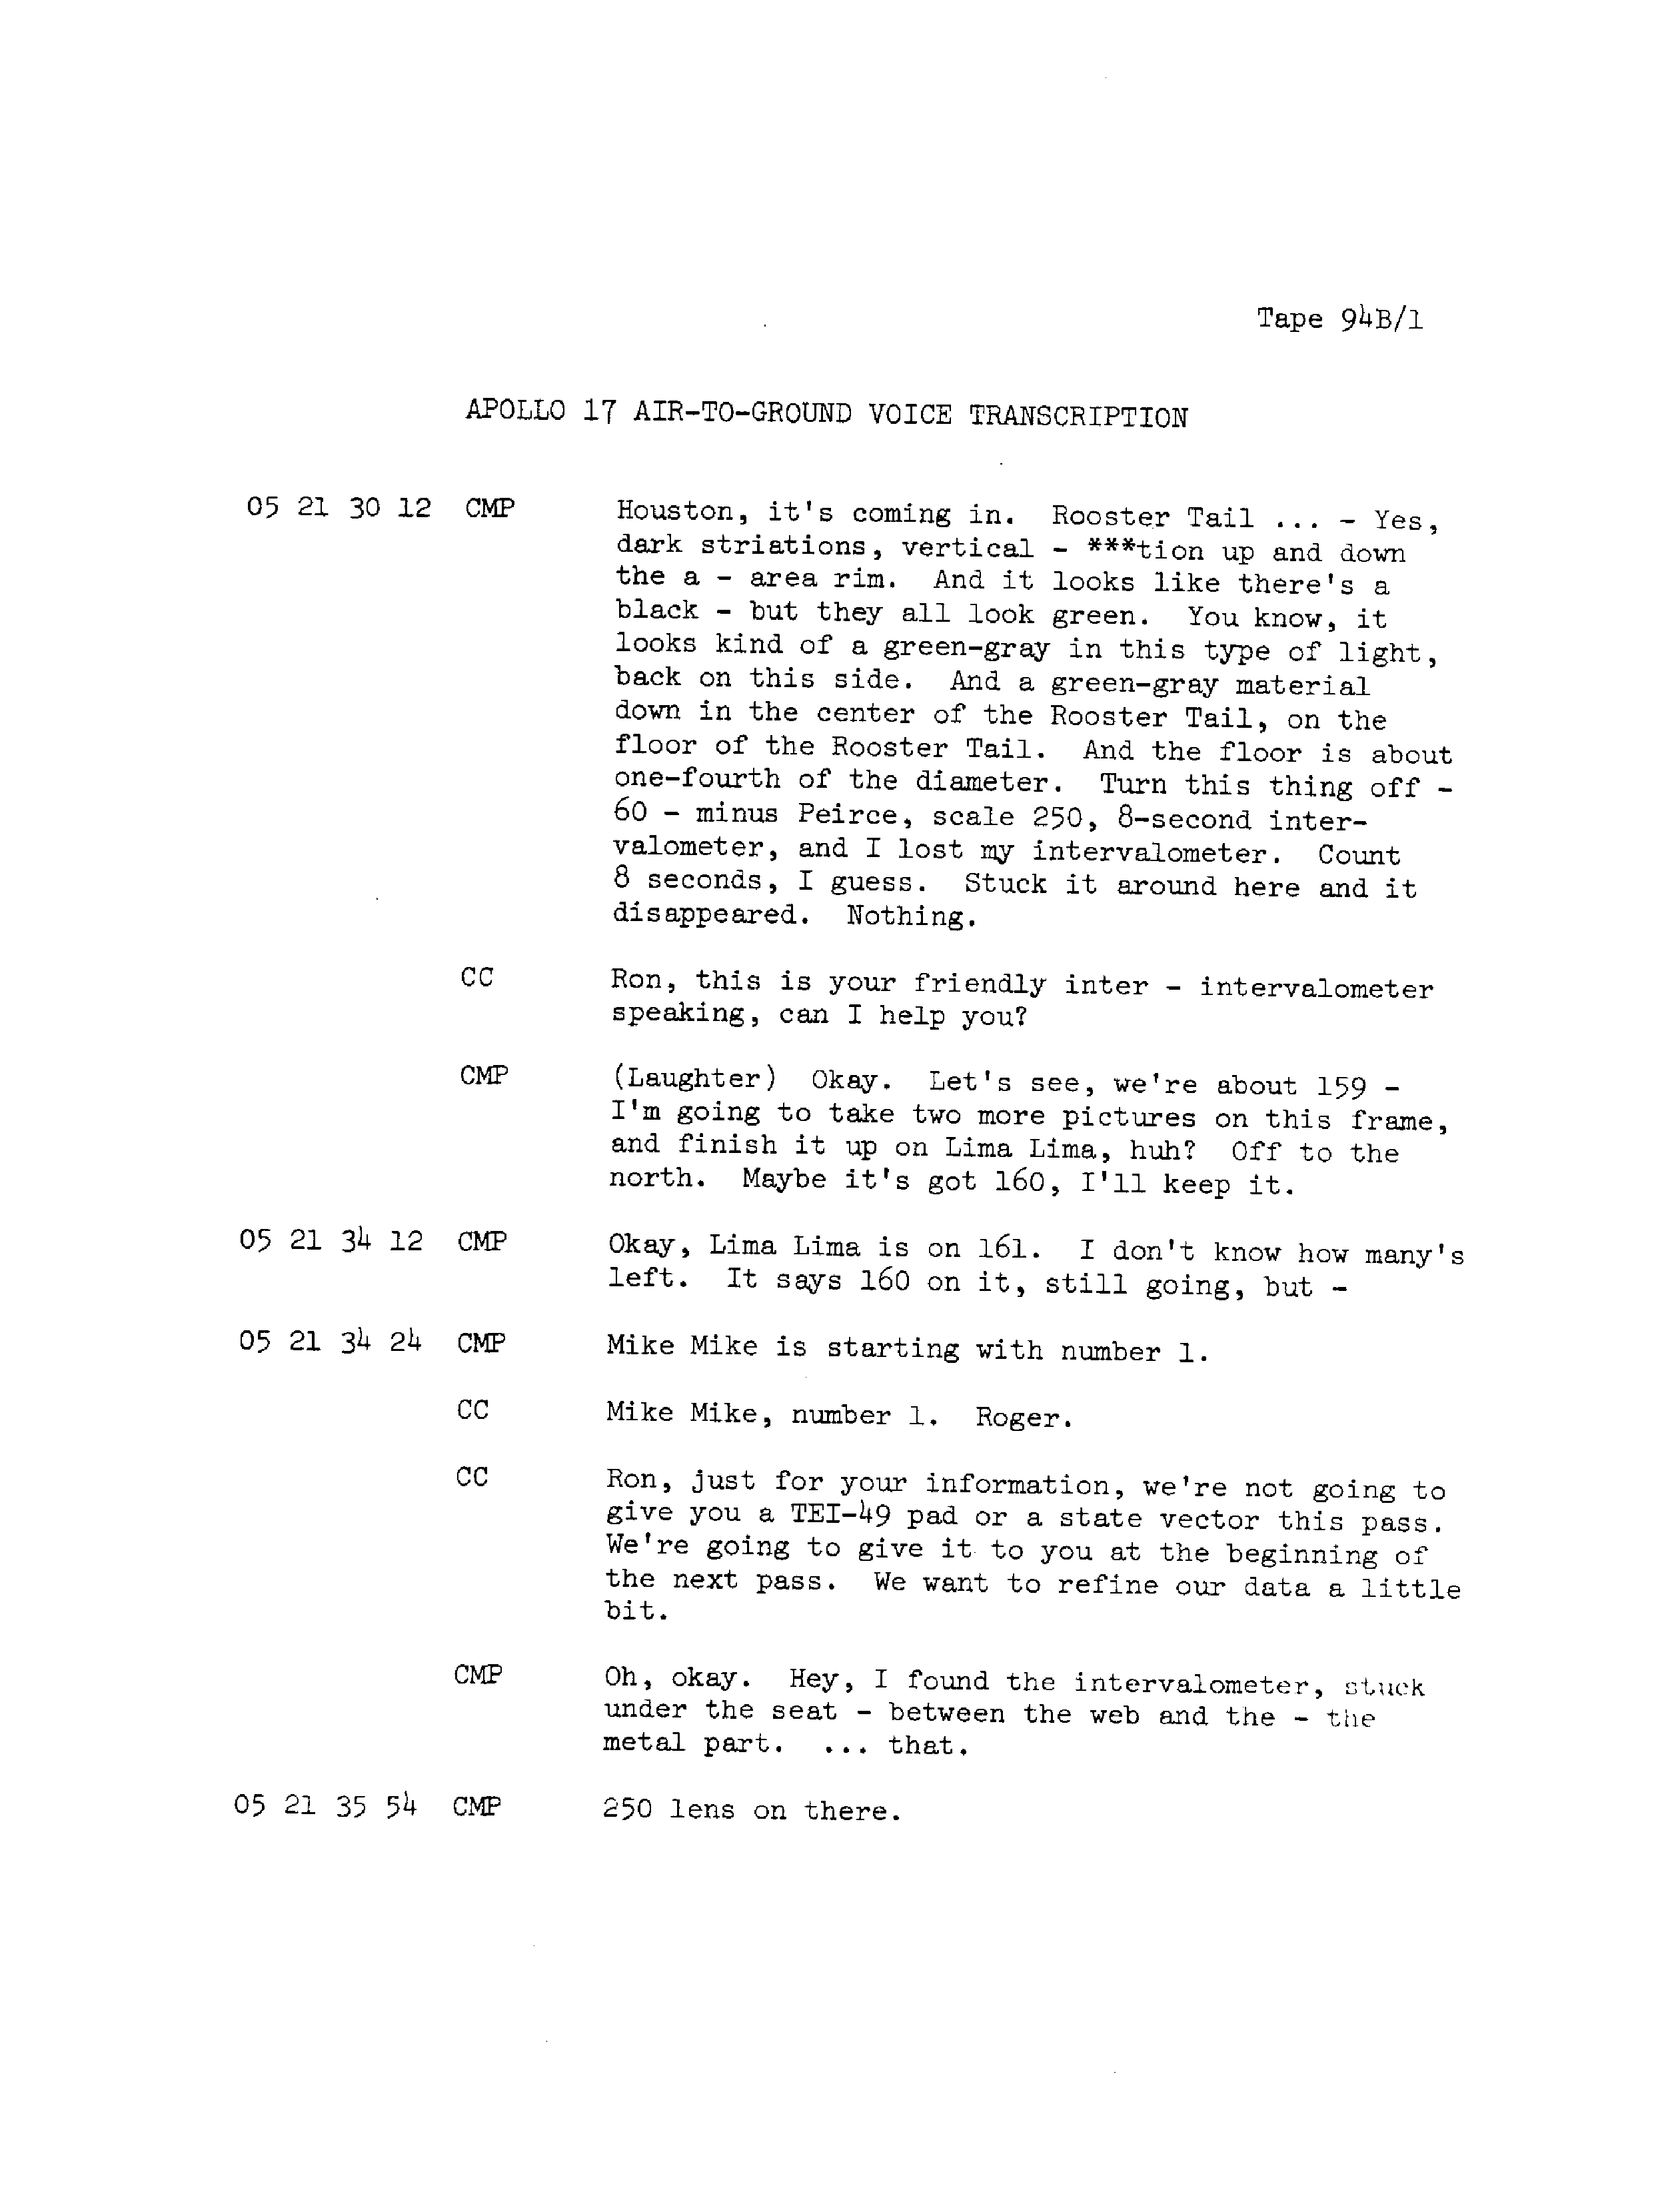 Tape 94B/1
APOLLO 17 AIR-TO-GROUND VOICE TRANSCRIPTION
05 21 30 12 CMP Houston, it's coming in. Rooster Tail ... - Yes,
dark striations, vertical - ***tion up and down
the a - area rim. And it looks like there's a
black - but they all look green. You know, it
looks kind of a green-gray in this type of light,
back on this side. And a green-gray material
down in the center of the Rooster Tail, on the
floor of the Rooster Tail. And the floor is about
one-fourth of the diameter. Turn this thing off -
60 - minus Peirce, scale 250, 8-second inter-
valometer, and I lost my intervalometer. Count
8 seconds, I guess. Stuck it around here and it
disappeared. Nothing.
CC Ron, this is your friendly inter - intervalometer
speaking, can I help you?
CMP (Laughter) Okay. Let's see, we're about 159 -
I'm going to take two more pictures on this frame,
and finish it up on Lima Lima, huh? Off to the
north. Maybe it's got 160, I'll keep it.
05 21 34 12 CMP Okay, Lima Lima is on 161. I don't know how many's
left. It says 160 on it, still going, but -
05 21 34 24 CMP Mike Mike is starting with number 1.
CC Mike Mike, number 1. Roger.
CC Ron, just for your information, we're not going to
give you a TEI-49 pad or a state vector this pass.
We're going to give it to you at the beginning of
the next pass. We want to refine our data a little
bit.
CMP Oh, okay. Hey, I found the intervalometer, stuck
under the seat - between the web and the - the
metal part. ... that.
05 21 35 54 CMP 250 lens on there.